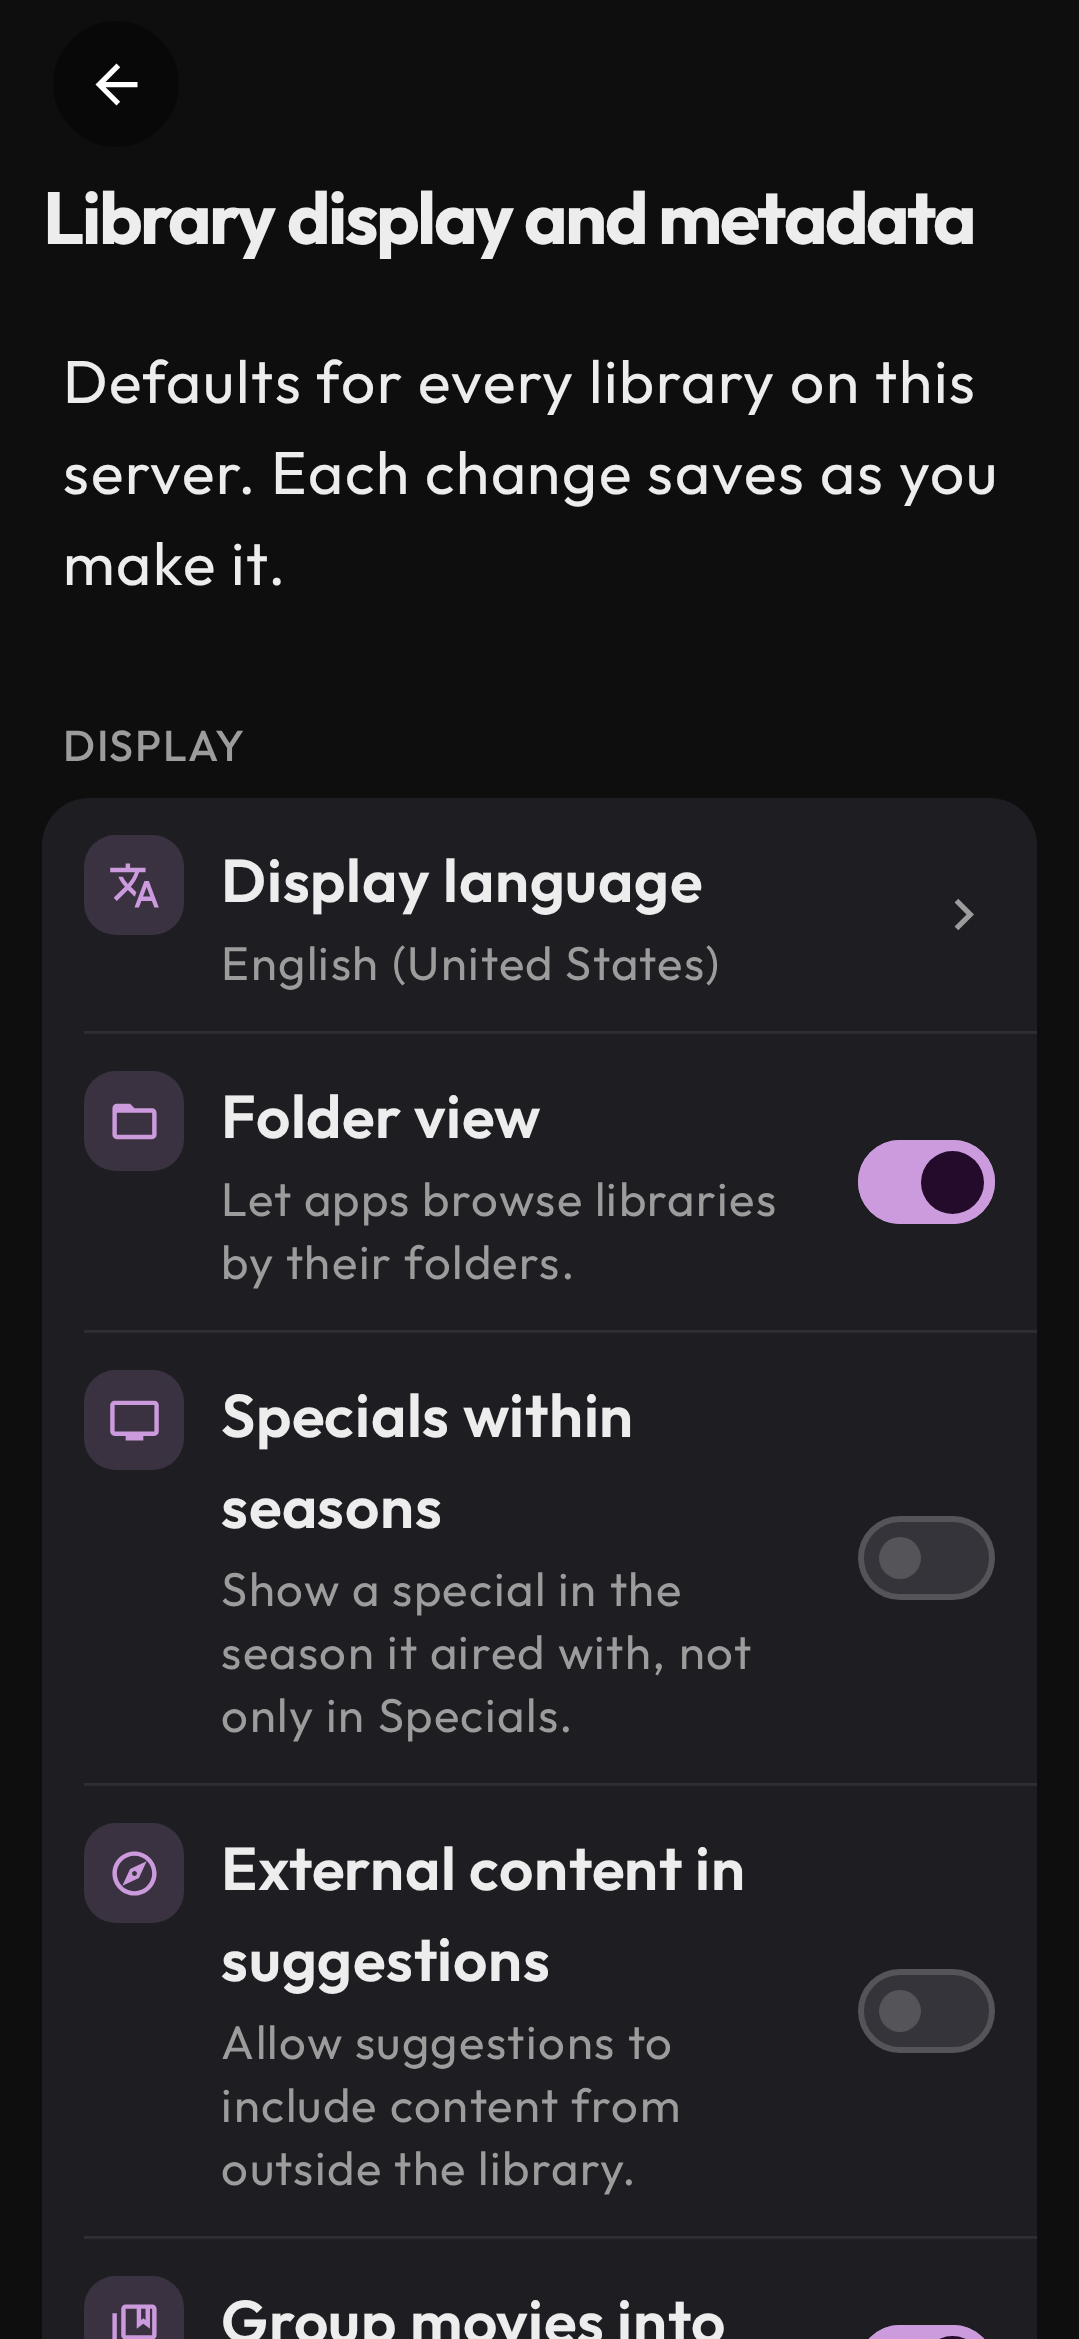 Library display and metadata
Defaults for every library on this
server. Each change saves as you
make it.
DISPLAY
Display language
English (United States)
Folder view
Let apps browse libraries
by their folders.
Specials within
seasons
Show a special in the
season it aired with, not
only in Specials.
External content in
suggestions
Allow suggestions to
include content from
outside the library.
Group movies into